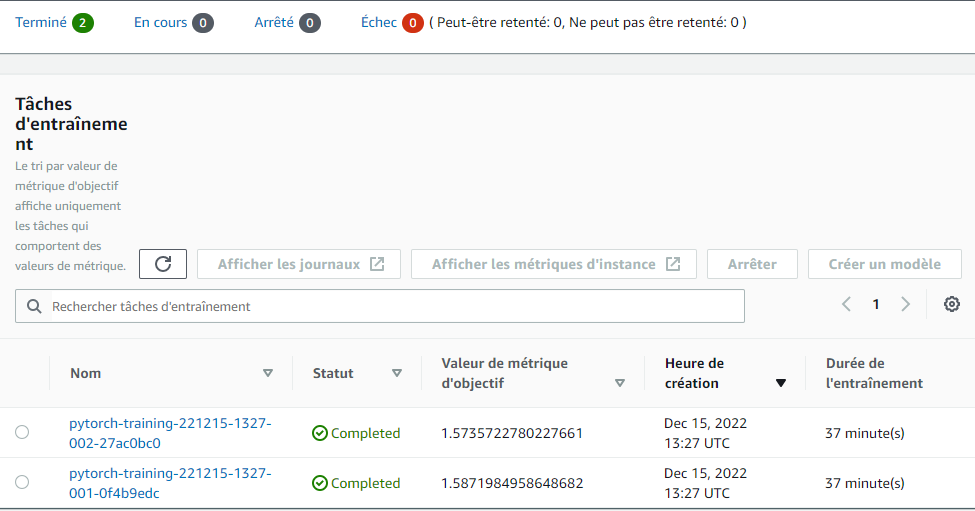 Terminé 2 En cours 0 Arrêté 0 Échec 0 ( Peut-être retenté: 0, Ne peut pas être retenté: 0 )
Tâches
d'entraîneme
nt
Le tri par valeur de
métrique d'objectif
affiche uniquement
les tâches qui
comportent des
valeurs de métrique.
Afficher les journaux Afficher les métriques d'instance Arrêter Créer un modèle
Rechercher tâches d'entraînement 1
Nom Statut Valeur de métrique
d'objectif Heure de
création Durée de
l'entraînement
pytorch-training-221215-1327-
002-27ac0bc0 Completed 1.5735722780227661 Dec 15, 2022
13:27 UTC 37 minute(s)
pytorch-training-221215-1327-
001-0f4b9edc Completed 1.5871984958648682 Dec 15, 2022
13:27 UTC 37 minute(s)